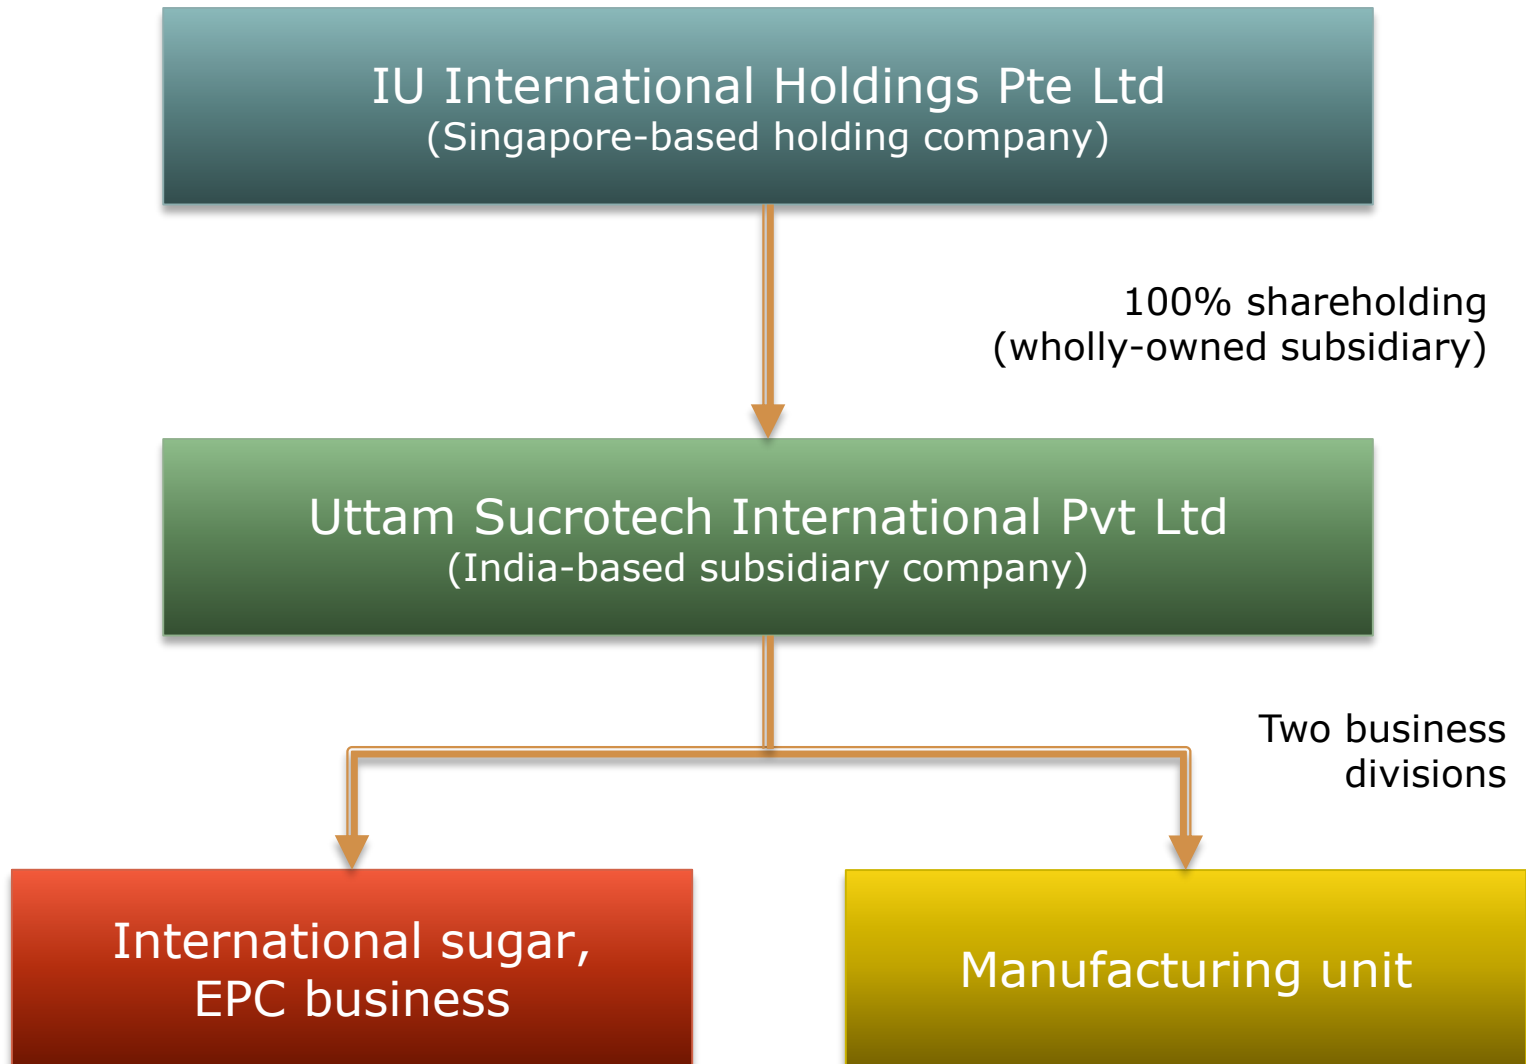 IU International Holdings Pte Ltd
(Singapore-based holding company)
100% shareholding
(wholly-owned subsidiary)
Uttam Sucrotech International Pvt Ltd
(India-based subsidiary company)
Two business
divisions
International sugar,
EPC business
Manufacturing unit